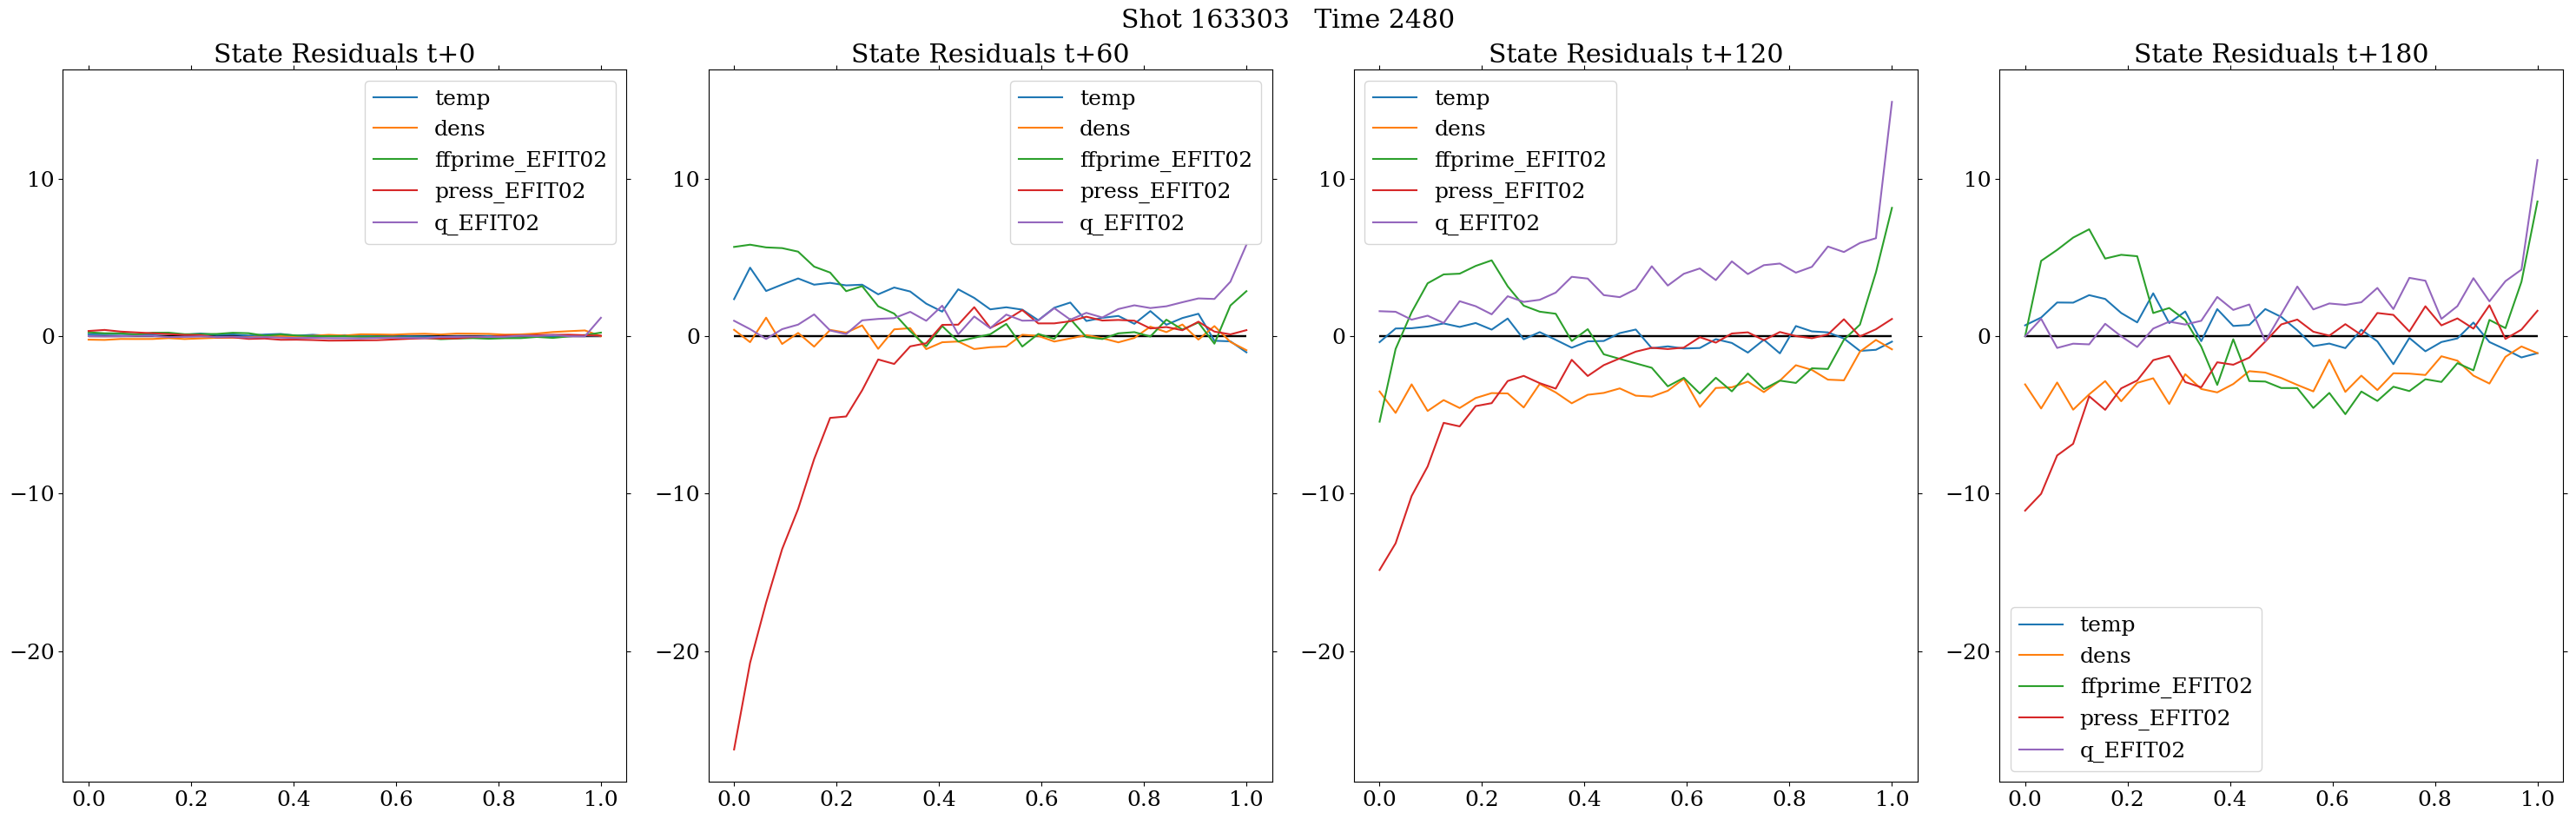 Shot 163303   Time 2480
State Residuals t+0
temp
dens
ffprime_EFIT02
press_EFIT02
q_EFIT02
10
0
−10
−20
0.0 0.2 0.4 0.6 0.8 1.0
State Residuals t+60
temp
dens
ffprime_EFIT02
press_EFIT02
q_EFIT02
10
0
−10
−20
0.0 0.2 0.4 0.6 0.8 1.0
State Residuals t+120
temp
dens
ffprime_EFIT02
press_EFIT02
q_EFIT02
10
0
−10
−20
0.0 0.2 0.4 0.6 0.8 1.0
State Residuals t+180
10
0
−10
−20
temp
dens
ffprime_EFIT02
press_EFIT02
q_EFIT02
0.0 0.2 0.4 0.6 0.8 1.0